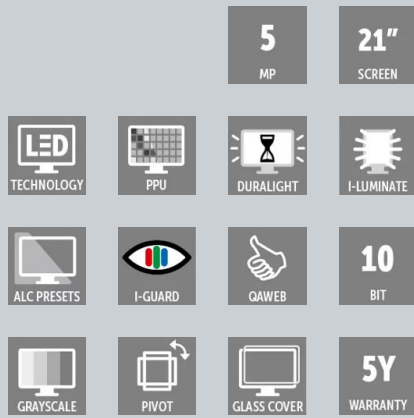 5
MP
21"
SCREEN
LED
TECHNOLOGY
PPU
DURALIGHT
I-LUMINATE
ALC PRESETS
I-GUARD
QAWEB
10
BIT
GRAYSCALE
PIVOT
GLASS COVER
5Y
WARRANTY